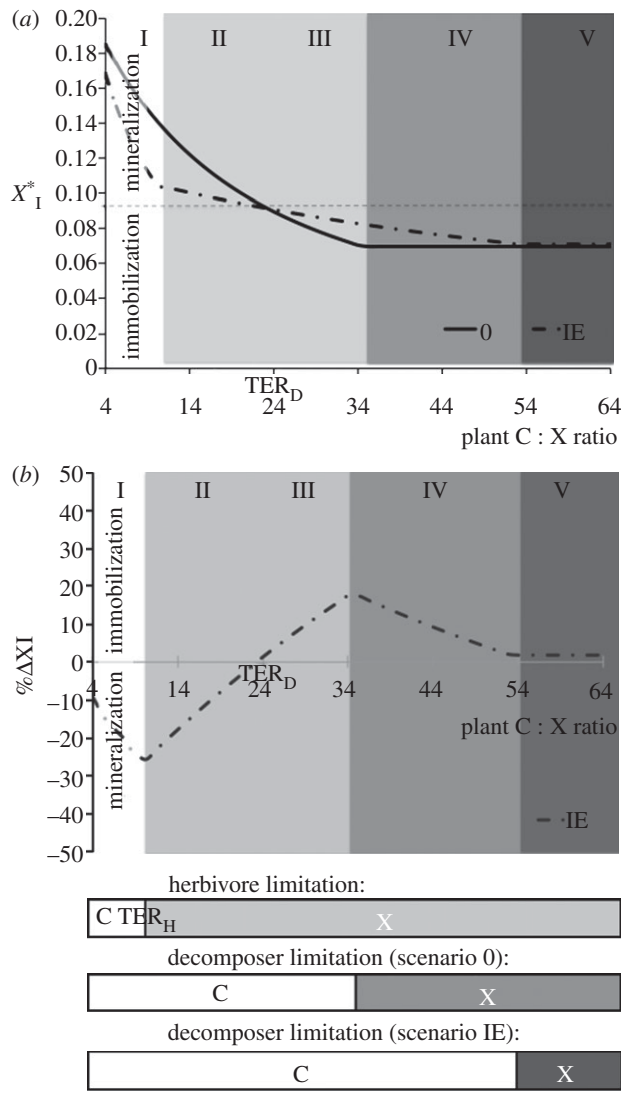 (a)
0.20
0.18
0.16
0.14
0.12
0.10
0.08
0.06
0.04
0.02
0
X*I
I II III IV V
mineralization
immobilization
0 IE
TERD
4 14 24 34 44 54 64
plant C : X ratio
(b)
50
40
30
20
10
0
–10
–20
–30
–40
–50
%ΔXI
I II III IV V
immobilization
mineralization
TERD
4 14 24 34 44 54 64
plant C : X ratio
IE
herbivore limitation:
C TERH X
decomposer limitation (scenario 0):
C X
decomposer limitation (scenario IE):
C X